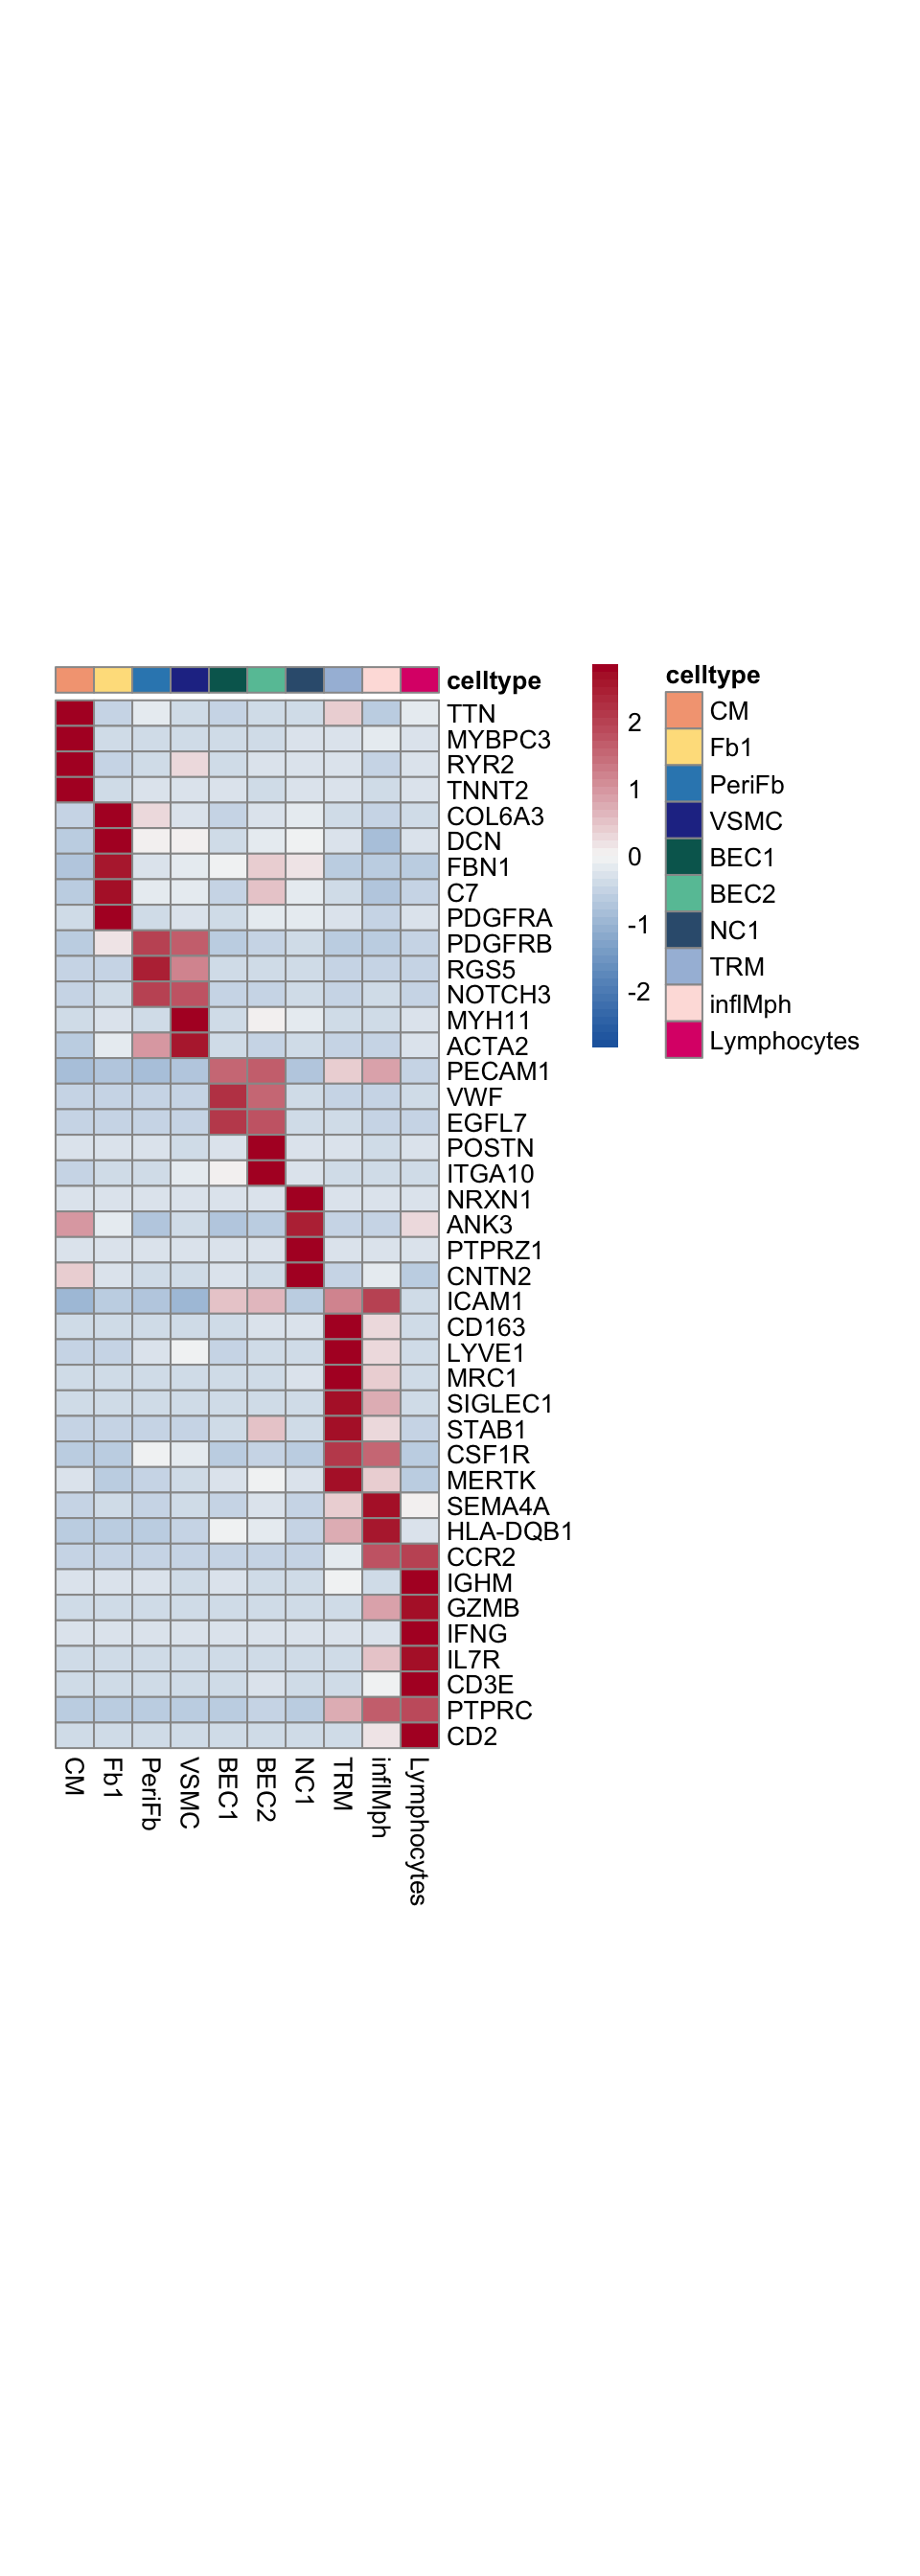 celltype
TTN
MYBPC3
RYR2
TNNT2
COL6A3
DCN
FBN1
C7
PDGFRA
PDGFRB
RGS5
NOTCH3
MYH11
ACTA2
PECAM1
VWF
EGFL7
POSTN
ITGA10
NRXN1
ANK3
PTPRZ1
CNTN2
ICAM1
CD163
LYVE1
MRC1
SIGLEC1
STAB1
CSF1R
MERTK
SEMA4A
HLA-DQB1
CCR2
IGHM
GZMB
IFNG
IL7R
CD3E
PTPRC
CD2
CM
Fb1
PeriFb
VSMC
BEC1
BEC2
NC1
TRM
inflMph
Lymphocytes
2
1
0
-1
-2
celltype
CM
Fb1
PeriFb
VSMC
BEC1
BEC2
NC1
TRM
inflMph
Lymphocytes